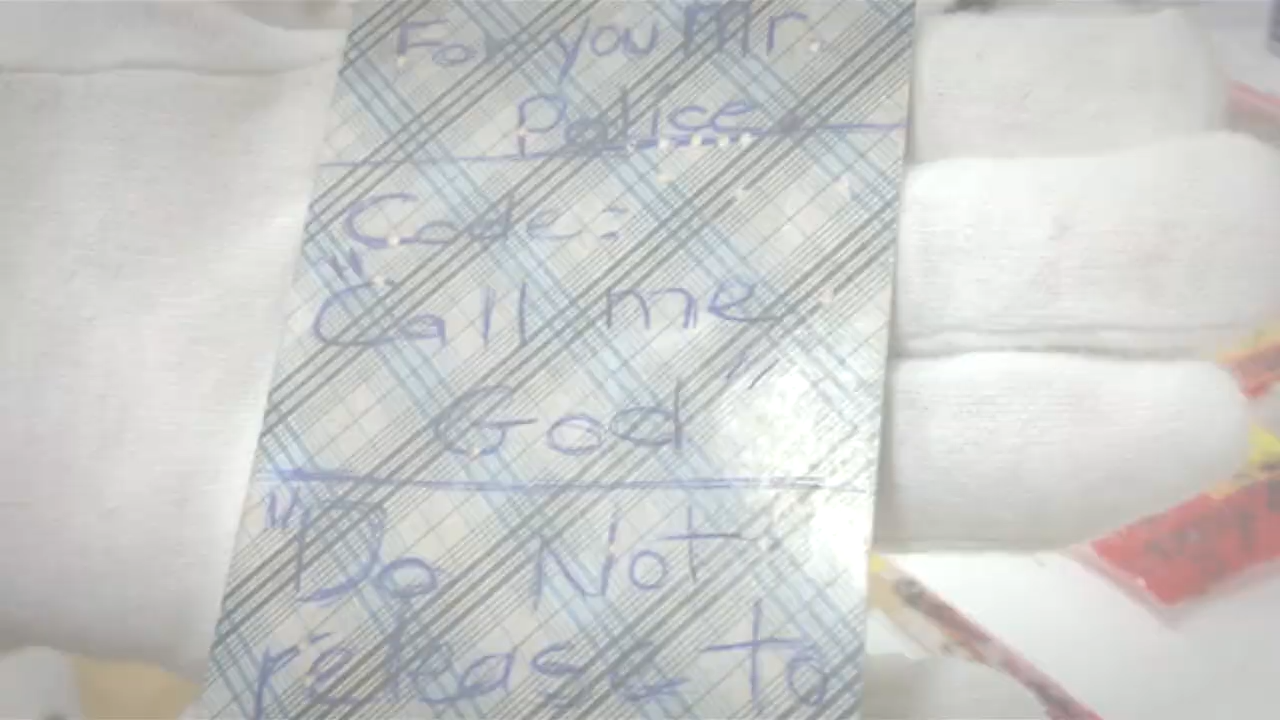 For you Mr.
Police
Code:
"Call me
God"
"Do Not
release to